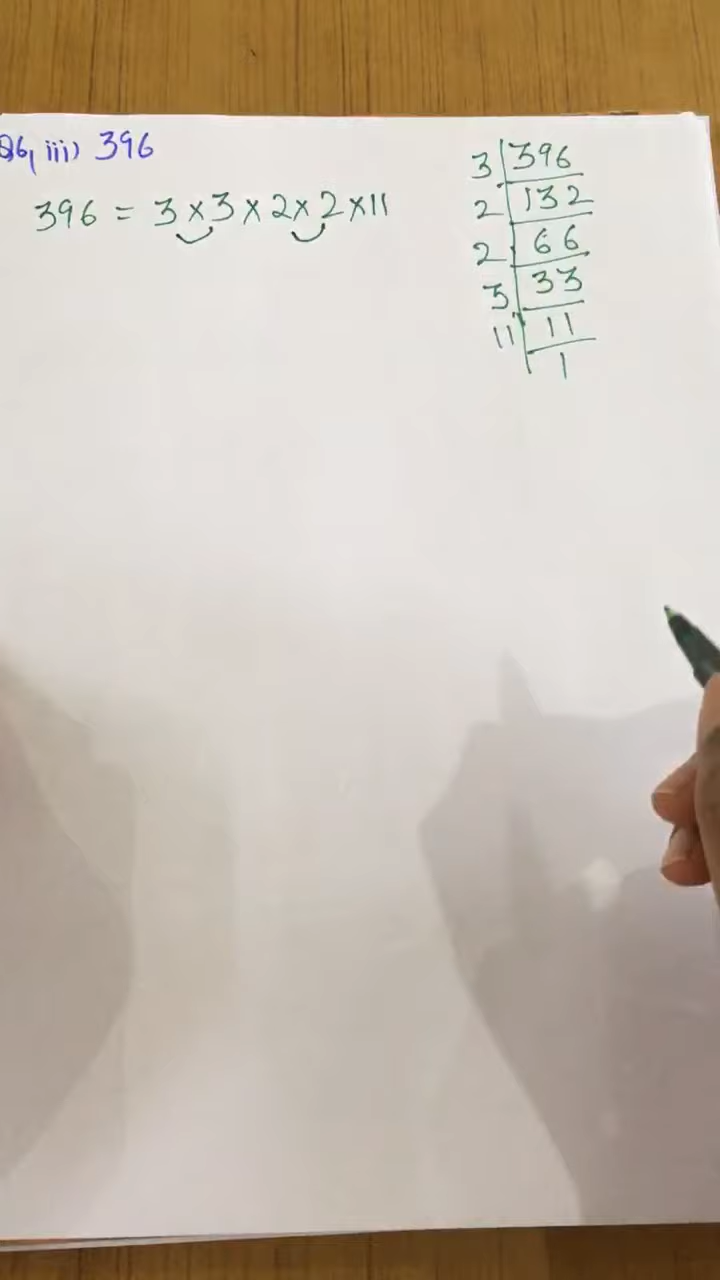 Q6, iii) 396
396 = 3 × 3 × 2 × 2 × 11
3 | 396
2 | 132
2 | 66
3 | 33
11 | 11
1